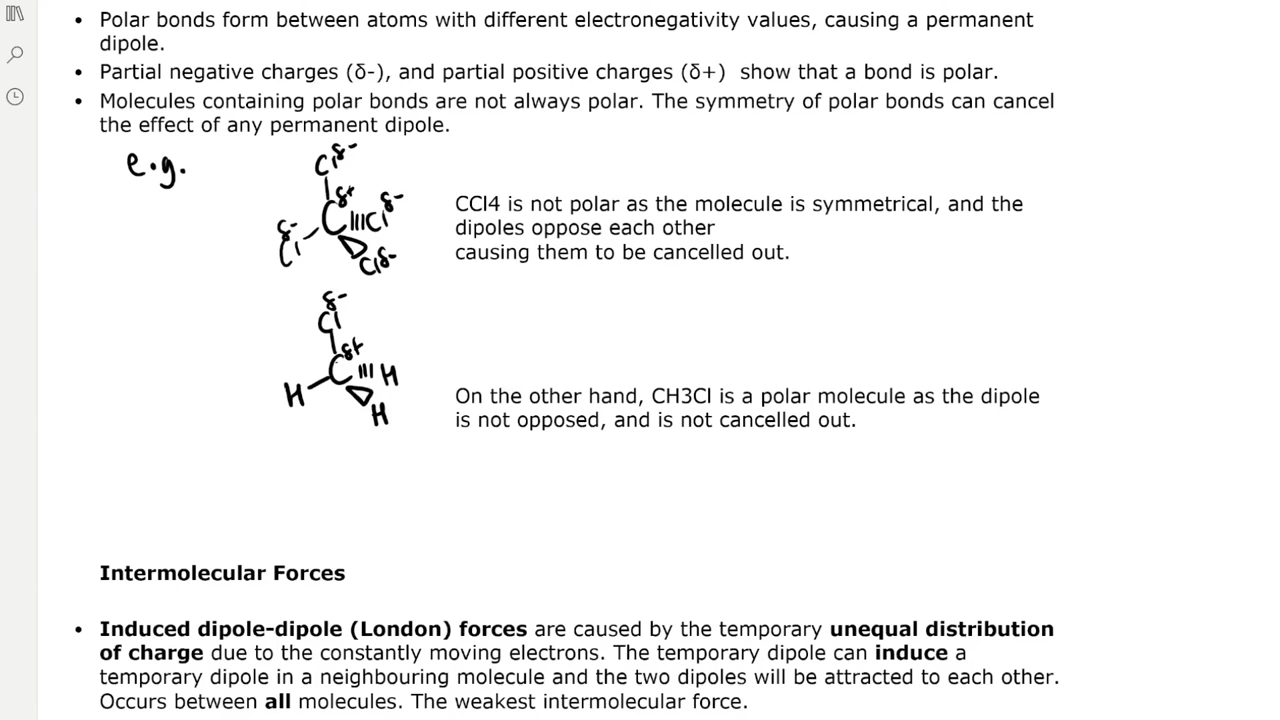 • Polar bonds form between atoms with different electronegativity values, causing a permanent
dipole.
• Partial negative charges (δ-), and partial positive charges (δ+)  show that a bond is polar.
• Molecules containing polar bonds are not always polar. The symmetry of polar bonds can cancel
the effect of any permanent dipole.
e.g.
Cl δ-
δ+
C Cl δ-
δ-
Cl
Cl δ-
CCl4 is not polar as the molecule is symmetrical, and the
dipoles oppose each other
causing them to be cancelled out.
δ-
Cl
δ+
C H
H
H
On the other hand, CH3Cl is a polar molecule as the dipole
is not opposed, and is not cancelled out.
Intermolecular Forces
• Induced dipole-dipole (London) forces are caused by the temporary unequal distribution
of charge due to the constantly moving electrons. The temporary dipole can induce a
temporary dipole in a neighbouring molecule and the two dipoles will be attracted to each other.
Occurs between all molecules. The weakest intermolecular force.